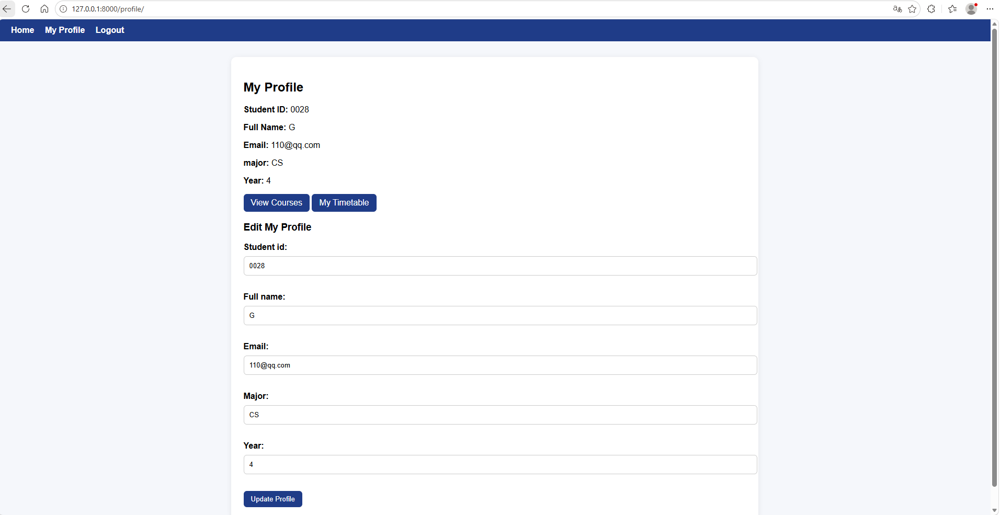 127.0.0.1:8000/profile/
Home My Profile Logout
My Profile
Student ID: 0028
Full Name: G
Email: 110@qq.com
major: CS
Year: 4
View Courses My Timetable
Edit My Profile
Student id:
0028
Full name:
G
Email:
110@qq.com
Major:
CS
Year:
4
Update Profile